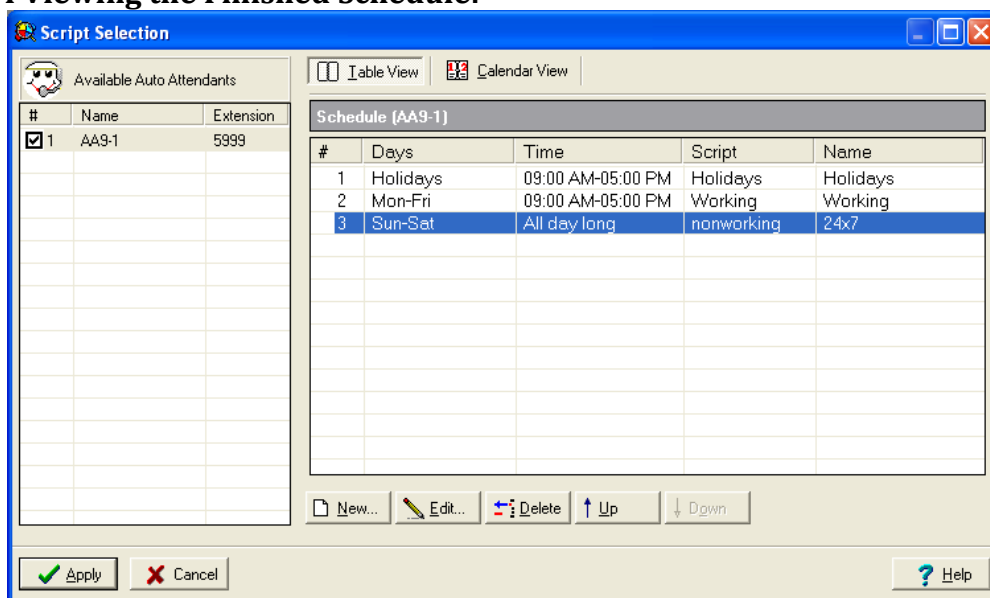 Viewing the Finished Schedule.
Script Selection
Available Auto Attendants
# Name Extension
1 AA9-1 5999
Table View Calendar View
Schedule (AA9-1)
# Days Time Script Name
1 Holidays 09:00 AM-05:00 PM Holidays Holidays
2 Mon-Fri 09:00 AM-05:00 PM Working Working
3 Sun-Sat All day long nonworking 24x7
New... Edit... Delete Up Down
Apply Cancel Help